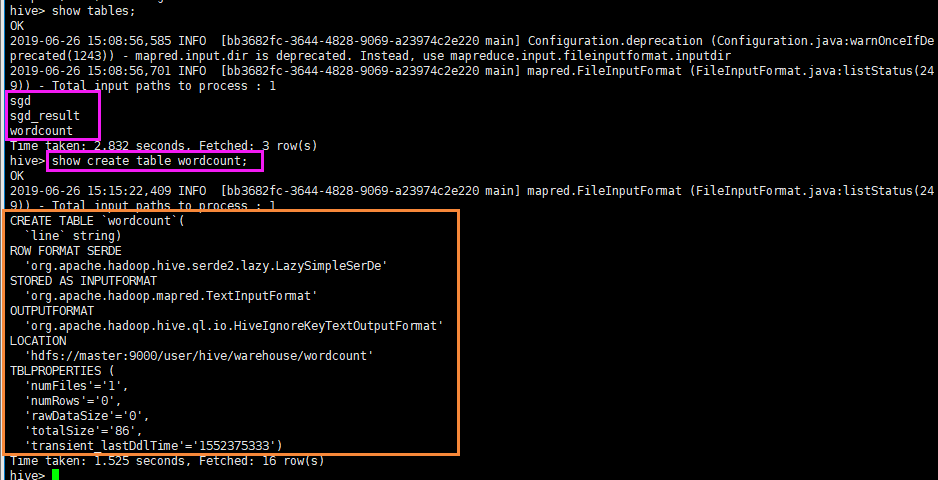 hive> show tables;
OK
2019-06-26 15:08:56,585 INFO  [bb3682fc-3644-4828-9069-a23974c2e220 main] Configuration.deprecation (Configuration.java:warnOnceIfDe
precated(1243)) - mapred.input.dir is deprecated. Instead, use mapreduce.input.fileinputformat.inputdir
2019-06-26 15:08:56,701 INFO  [bb3682fc-3644-4828-9069-a23974c2e220 main] mapred.FileInputFormat (FileInputFormat.java:listStatus(24
9)) - Total input paths to process : 1
sgd
sgd_result
wordcount
Time taken: 2.832 seconds, Fetched: 3 row(s)
hive> show create table wordcount;
OK
2019-06-26 15:15:22,409 INFO  [bb3682fc-3644-4828-9069-a23974c2e220 main] mapred.FileInputFormat (FileInputFormat.java:listStatus(24
9)) - Total input paths to process : 1
CREATE TABLE `wordcount`(
  `line` string)
ROW FORMAT SERDE
  'org.apache.hadoop.hive.serde2.lazy.LazySimpleSerDe'
STORED AS INPUTFORMAT
  'org.apache.hadoop.mapred.TextInputFormat'
OUTPUTFORMAT
  'org.apache.hadoop.hive.ql.io.HiveIgnoreKeyTextOutputFormat'
LOCATION
  'hdfs://master:9000/user/hive/warehouse/wordcount'
TBLPROPERTIES (
  'numFiles'='1',
  'numRows'='0',
  'rawDataSize'='0',
  'totalSize'='86',
  'transient_lastDdlTime'='1552375333')
Time taken: 1.525 seconds, Fetched: 16 row(s)
hive>